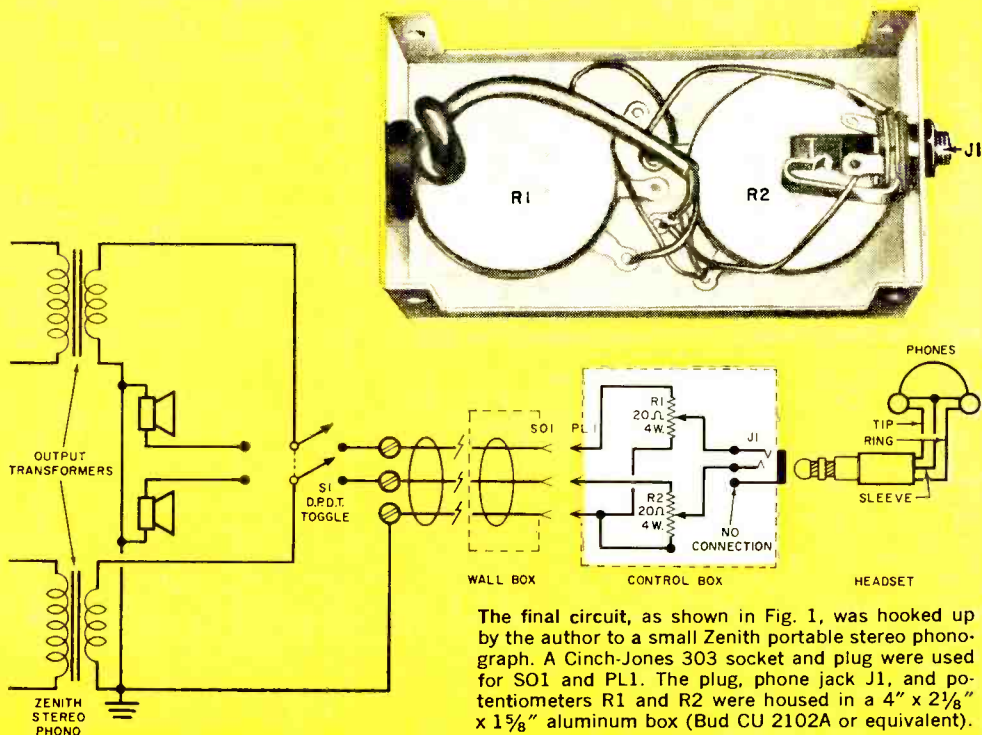 R1
R2
J1
OUTPUT
TRANSFORMERS
S1
D.P.D.T.
TOGGLE
ZENITH
STEREO
PHONO
SO1
PL1
WALL BOX
R1
20Ω
4W.
R2
20Ω
4W.
J1
NO
CONNECTION
CONTROL BOX
PHONES
TIP
RING
SLEEVE
HEADSET
The final circuit, as shown in Fig. 1, was hooked up
by the author to a small Zenith portable stereo phono-
graph. A Cinch-Jones 303 socket and plug were used
for SO1 and PL1. The plug, phone jack J1, and po-
tentiometers R1 and R2 were housed in a 4" x 2⅛"
x 1⅝" aluminum box (Bud CU 2102A or equivalent).